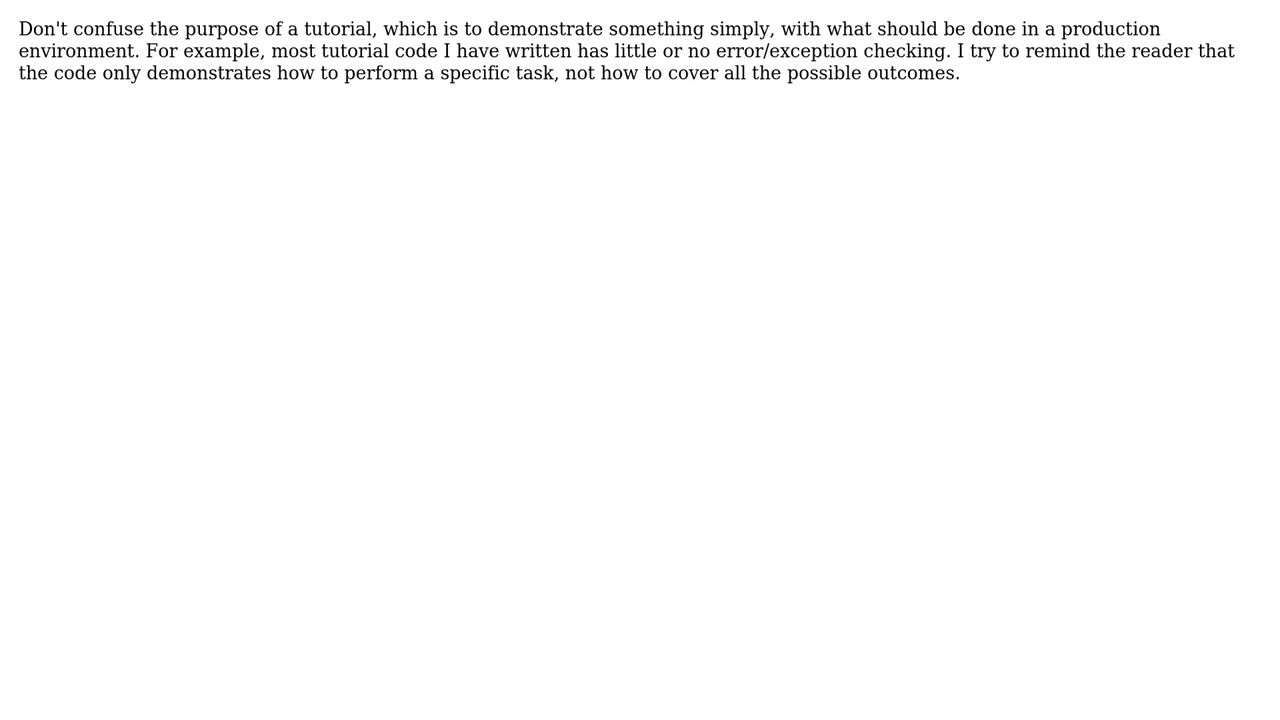 Don't confuse the purpose of a tutorial, which is to demonstrate something simply, with what should be done in a production
environment. For example, most tutorial code I have written has little or no error/exception checking. I try to remind the reader that
the code only demonstrates how to perform a specific task, not how to cover all the possible outcomes.